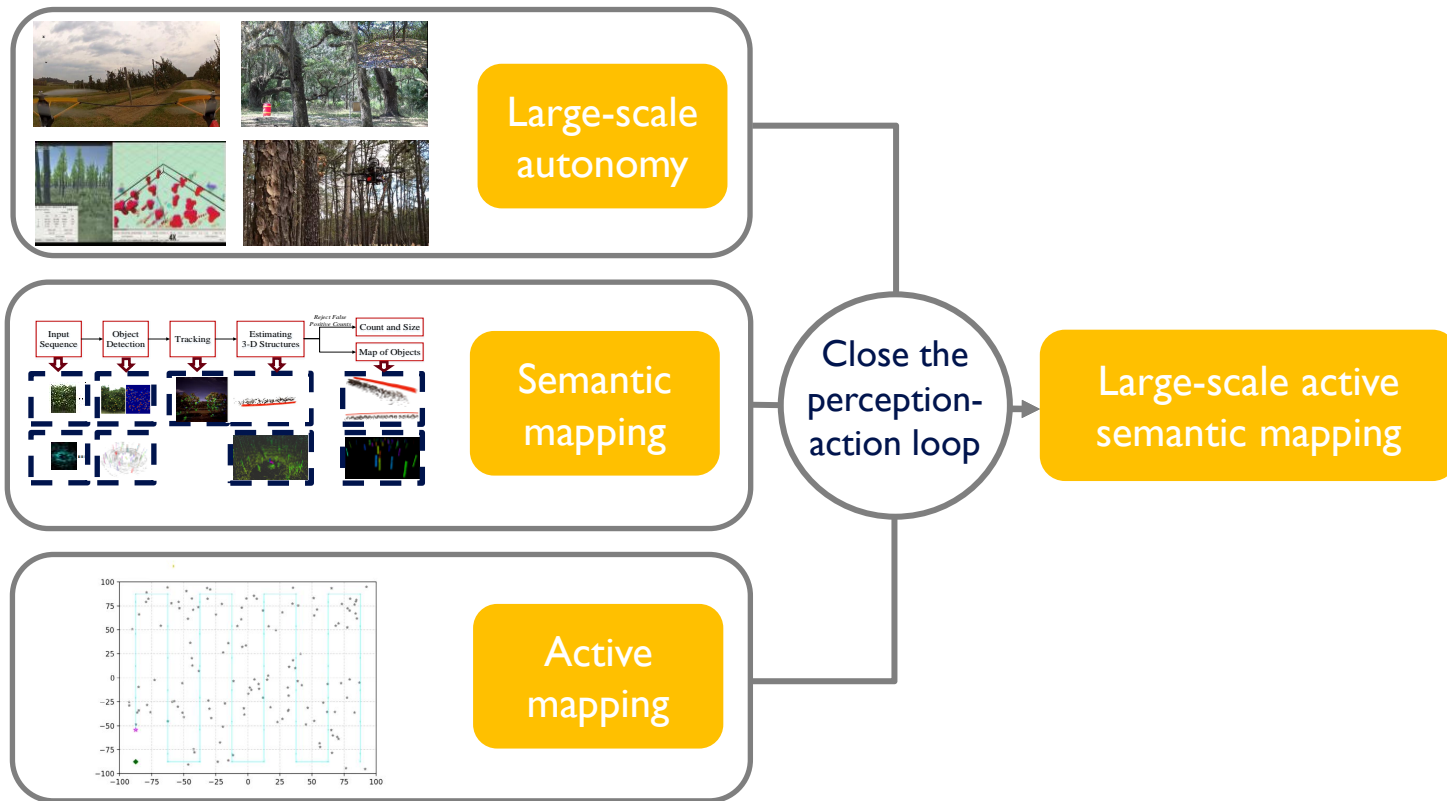 Large-scale
autonomy
4X
Reject False
Positive Counts
Input
Sequence
Object
Detection
Tracking
Estimating
3-D Structures
Count and Size
Map of Objects
...
...
Semantic
mapping
Close the
perception-
action loop
Large-scale active
semantic mapping
100
75
50
25
0
−25
−50
−75
−100
−100
−75
−50
−25
0
25
50
75
100
Active
mapping